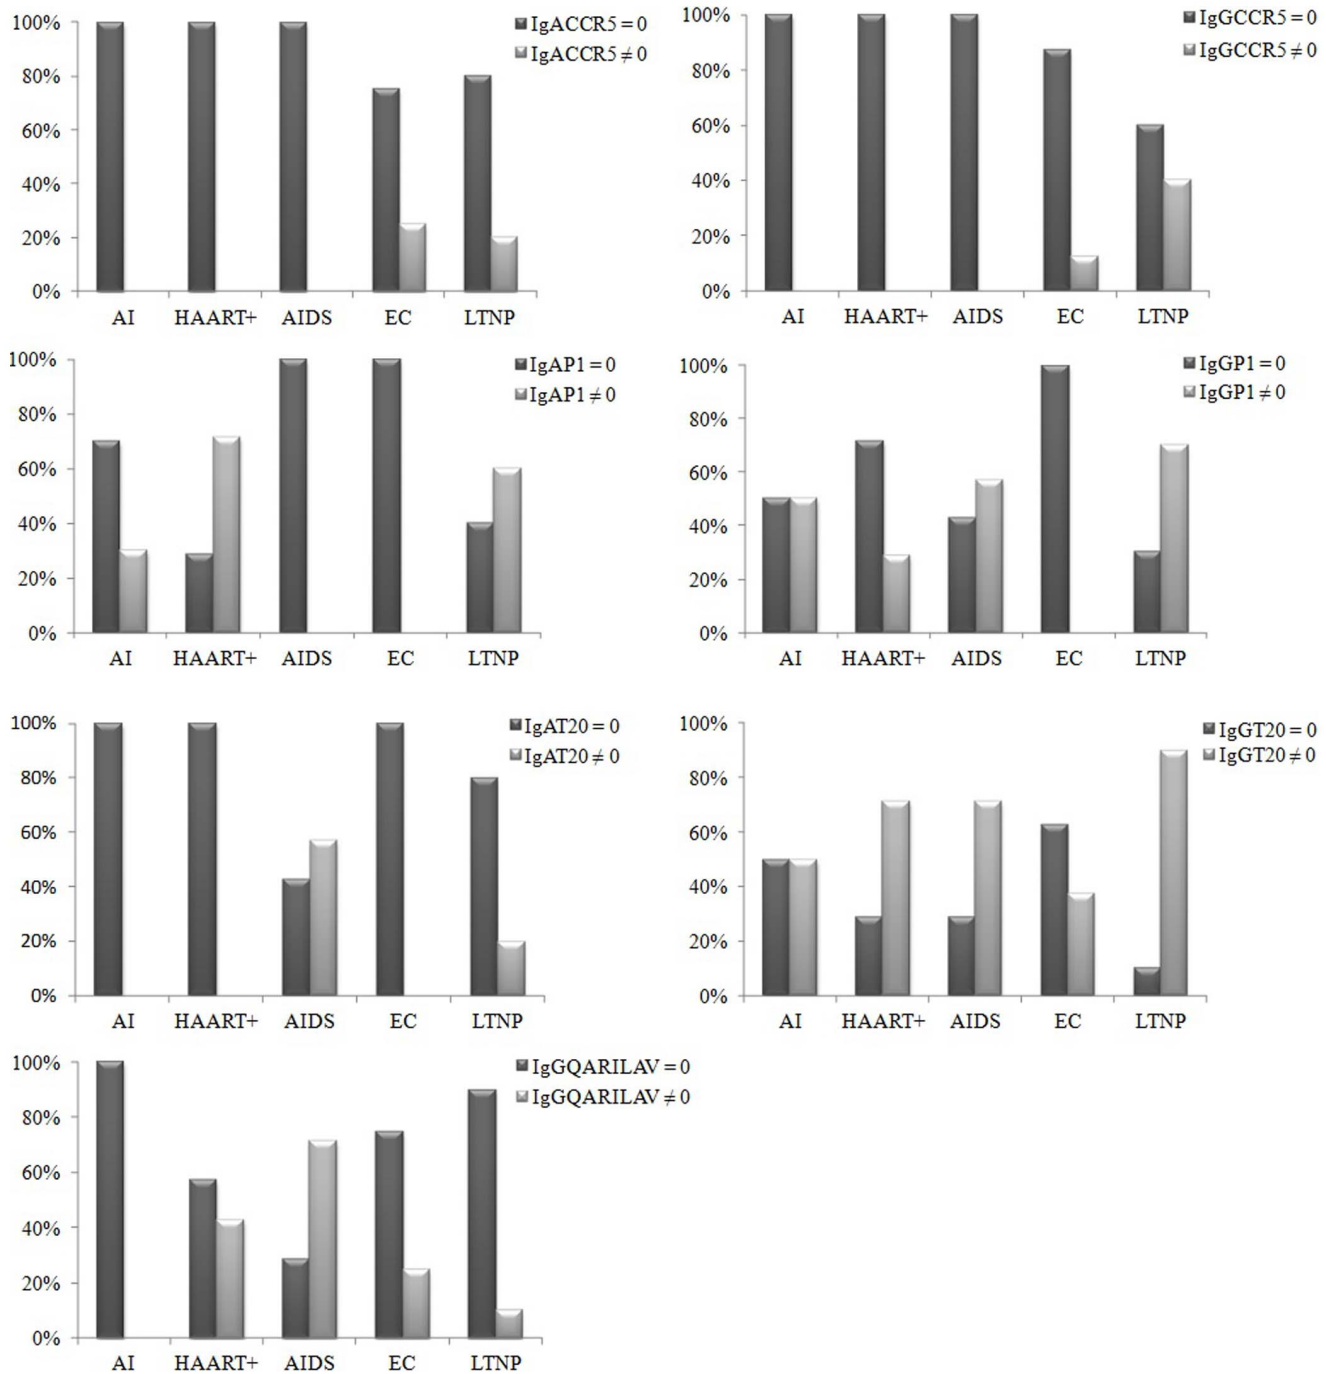 100%
80%
60%
40%
20%
0%
AI HAART+ AIDS EC LTNP
IgACCR5 = 0
IgACCR5 ≠ 0
100%
80%
60%
40%
20%
0%
AI HAART+ AIDS EC LTNP
IgGCCR5 = 0
IgGCCR5 ≠ 0
100%
80%
60%
40%
20%
0%
AI HAART+ AIDS EC LTNP
IgAP1 = 0
IgAP1 ≠ 0
100%
80%
60%
40%
20%
0%
AI HAART+ AIDS EC LTNP
IgGP1 = 0
IgGP1 ≠ 0
100%
80%
60%
40%
20%
0%
AI HAART+ AIDS EC LTNP
IgAT20 = 0
IgAT20 ≠ 0
100%
80%
60%
40%
20%
0%
AI HAART+ AIDS EC LTNP
IgGT20 = 0
IgGT20 ≠ 0
100%
80%
60%
40%
20%
0%
AI HAART+ AIDS EC LTNP
IgGQARILAV = 0
IgGQARILAV ≠ 0